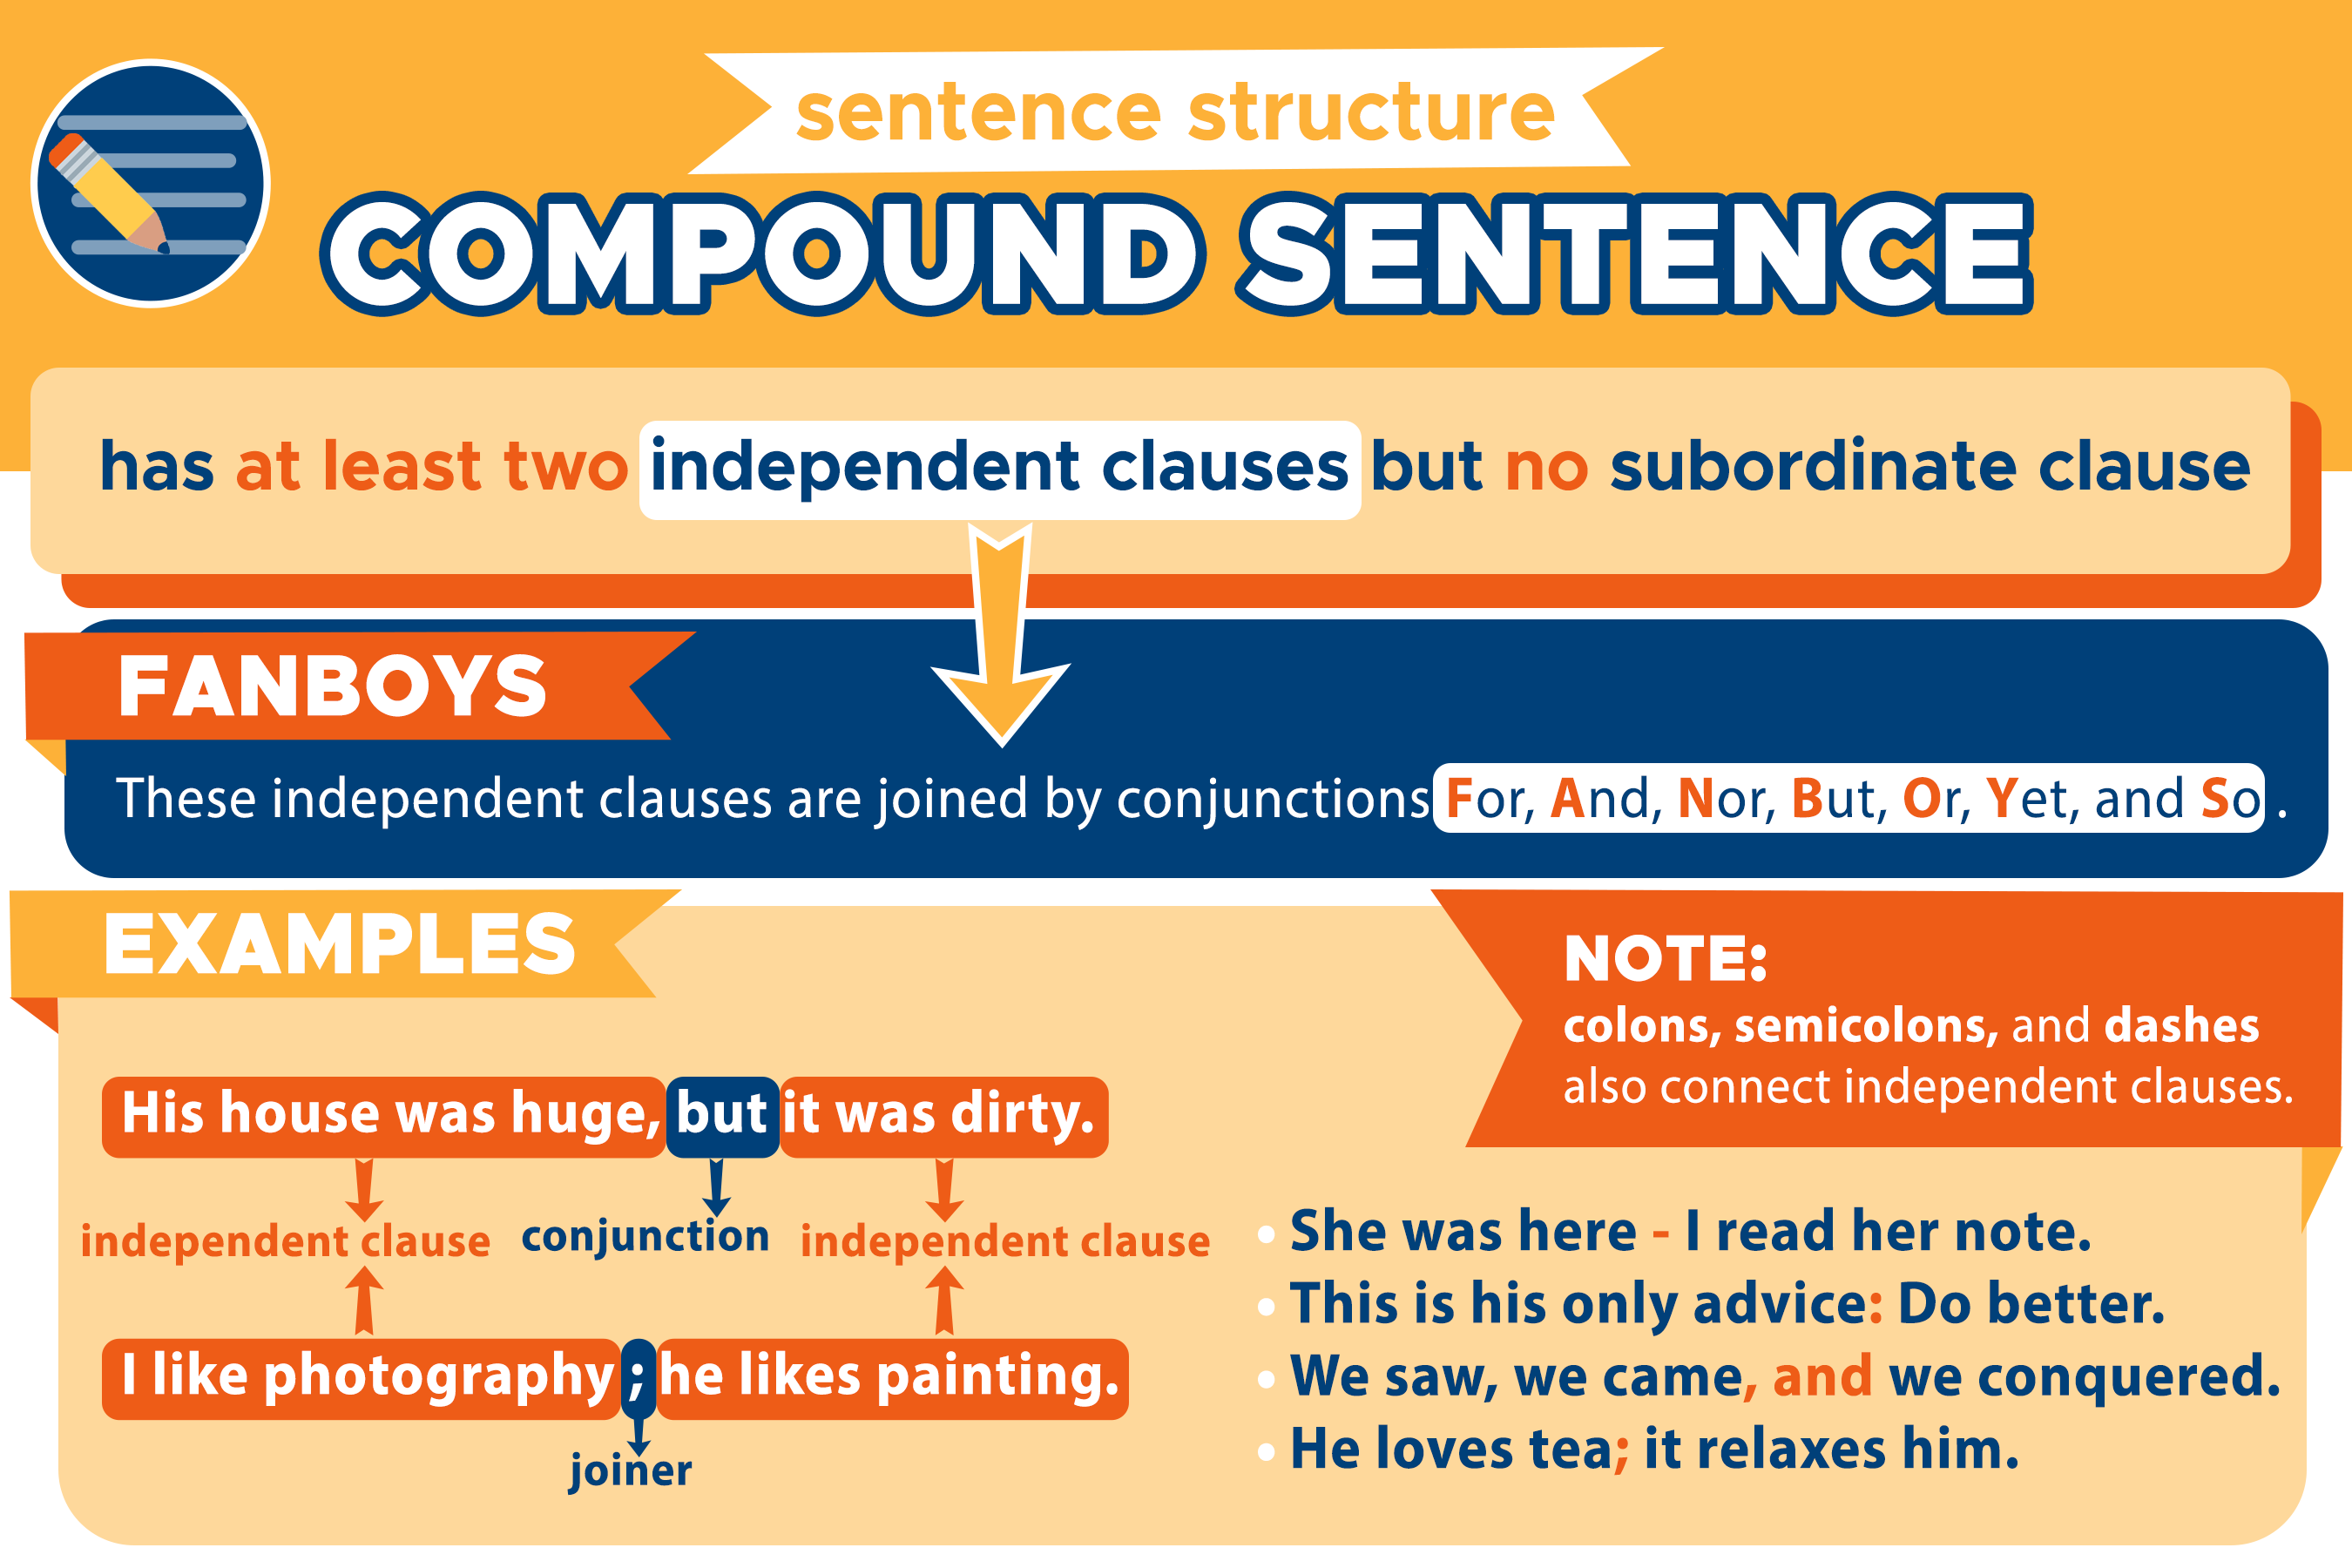 sentence structure
COMPOUND SENTENCE
has at least two independent clauses but no subordinate clause
FANBOYS
These independent clauses are joined by conjunctions For, And, Nor, But, Or, Yet, and So .
EXAMPLES
His house was huge, but it was dirty.
independent clause conjunction independent clause
I like photography ; he likes painting.
joiner
NOTE:
colons, semicolons, and dashes
also connect independent clauses.
• She was here - I read her note.
• This is his only advice: Do better.
• We saw, we came, and we conquered.
• He loves tea; it relaxes him.